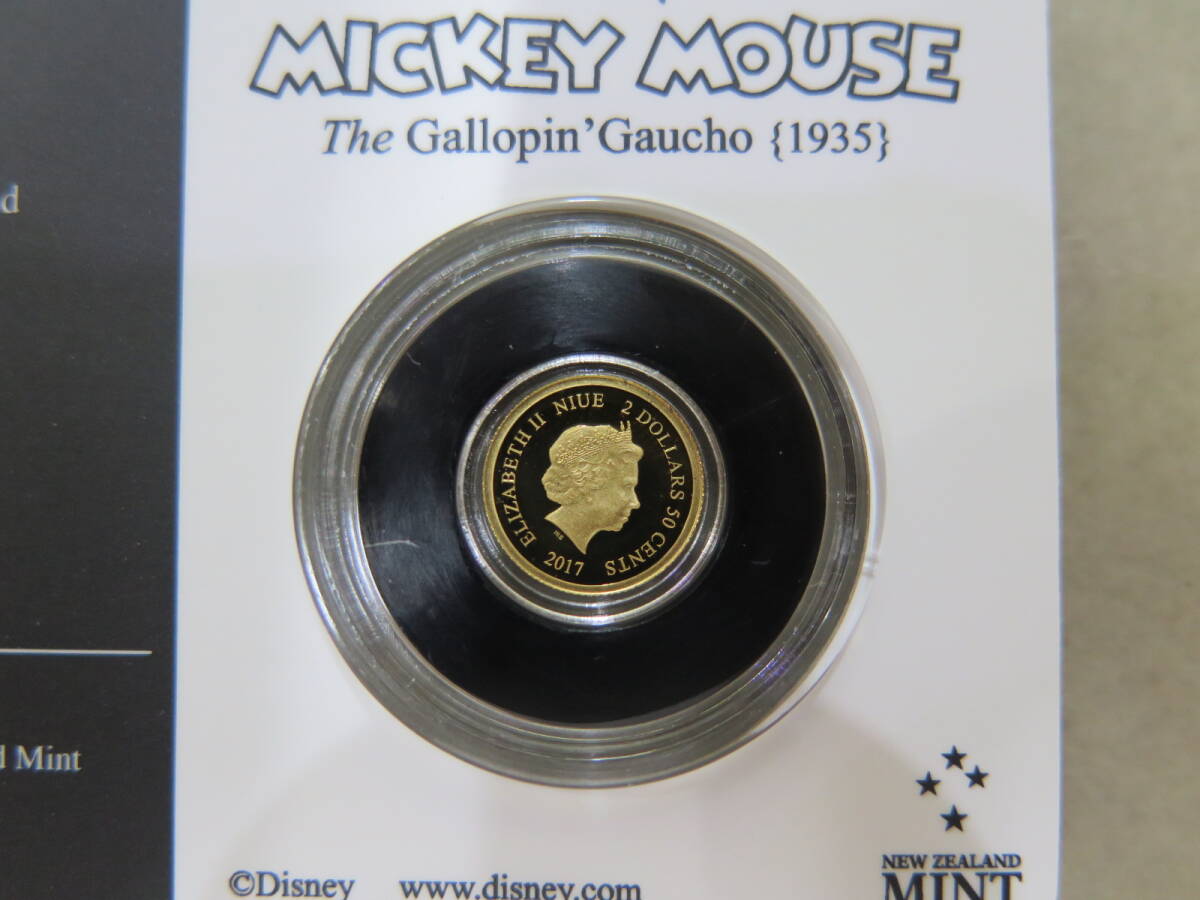 MICKEY MOUSE
The Gallopin'Gaucho {1935}
ELIZABETH II NIUE 2 DOLLARS 50 CENTS
2017
d Mint
NEW ZEALAND
MINT
©Disney www.disney.com